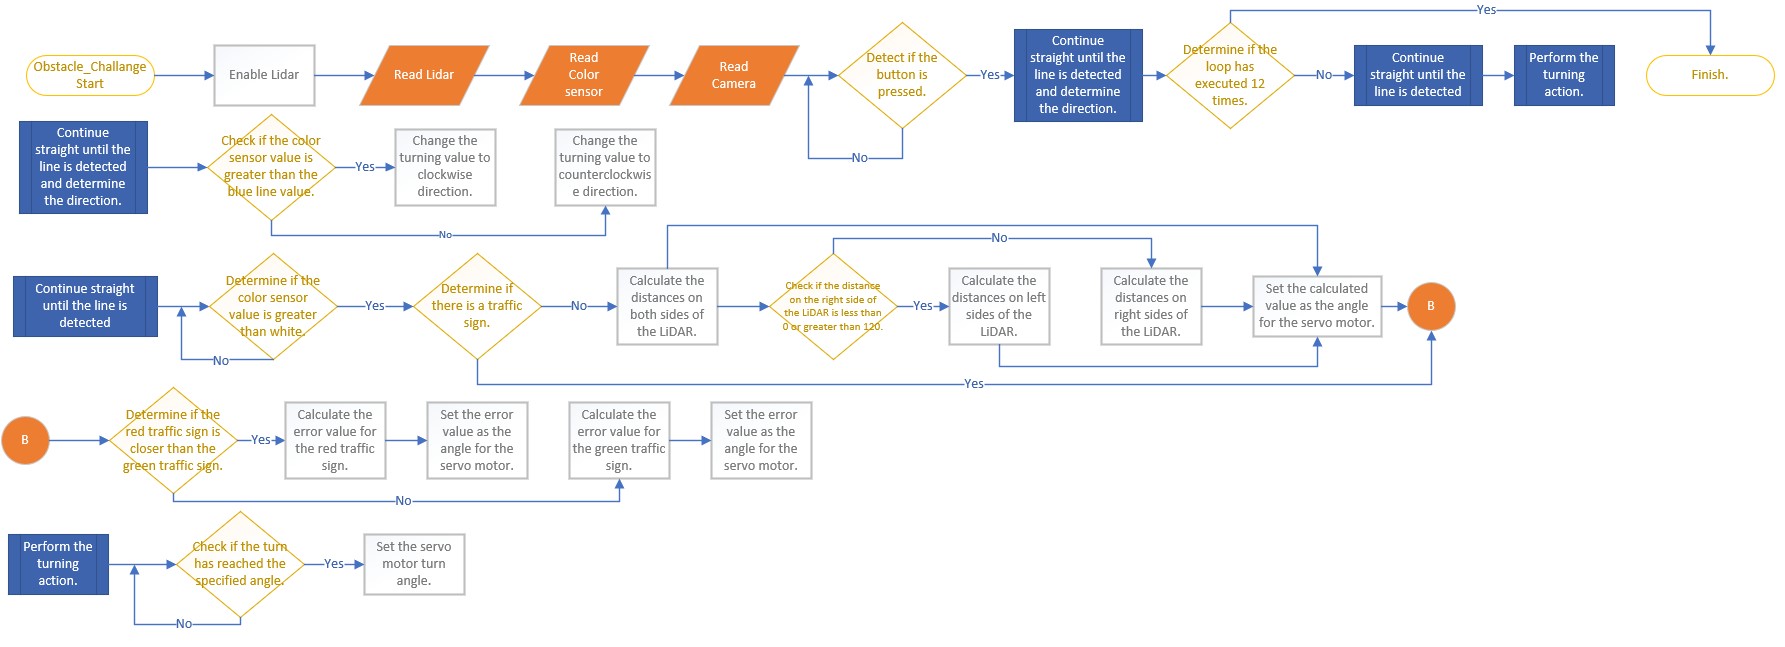 Obstacle_Challange
Start
Enable Lidar
Read Lidar
Read
Color
sensor
Read
Camera
Detect if the
button is
pressed.
Yes
No
Continue
straight until the
line is detected
and determine
the direction.
Determine if the
loop has
executed 12
times.
Yes
No
Continue
straight until the
line is detected
Perform the
turning
action.
Finish.
Continue
straight until the
line is detected
and determine
the direction.
Check if the color
sensor value is
greater than the
blue line value.
Yes
No
Change the
turning value to
clockwise
direction.
Change the
turning value to
counterclockwis
e direction.
Continue straight
until the line is
detected
Determine if the
color sensor
value is greater
than white.
No
Yes
Determine if
there is a traffic
sign.
No
Yes
Calculate the
distances on
both sides of
the LiDAR.
Check if the distance
on the right side of
the LiDAR is less than
0 or greater than 120.
No
Yes
Calculate the
distances on left
sides of the
LiDAR.
Calculate the
distances on
right sides of
the LiDAR.
Set the calculated
value as the angle
for the servo motor.
B
B
Determine if the
red traffic sign is
closer than the
green traffic sign.
Yes
No
Calculate the
error value for
the red traffic
sign.
Set the error
value as the
angle for the
servo motor.
Calculate the
error value for
the green traffic
sign.
Set the error
value as the
angle for the
servo motor.
Perform the
turning
action.
Check if the turn
has reached the
specified angle.
Yes
No
Set the servo
motor turn
angle.